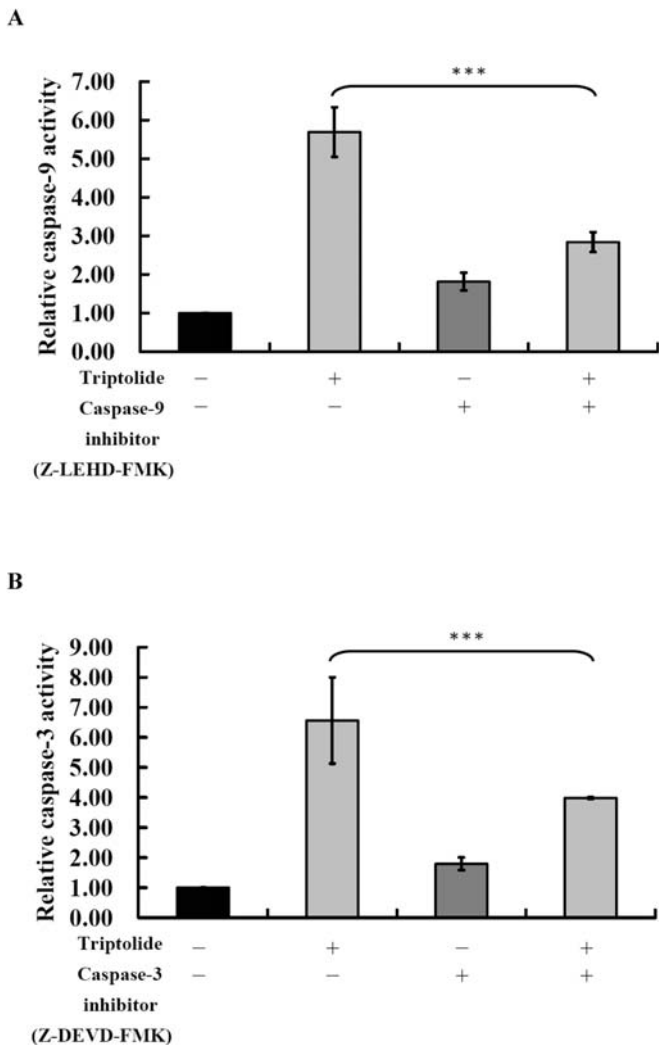 A
***
Relative caspase-9 activity
7.00
6.00
5.00
4.00
3.00
2.00
1.00
0.00
Triptolide − + − +
Caspase-9 − − + +
inhibitor
(Z-LEHD-FMK)
B
***
Relative caspase-3 activity
9.00
8.00
7.00
6.00
5.00
4.00
3.00
2.00
1.00
0.00
Triptolide − + − +
Caspase-3 − − + +
inhibitor
(Z-DEVD-FMK)